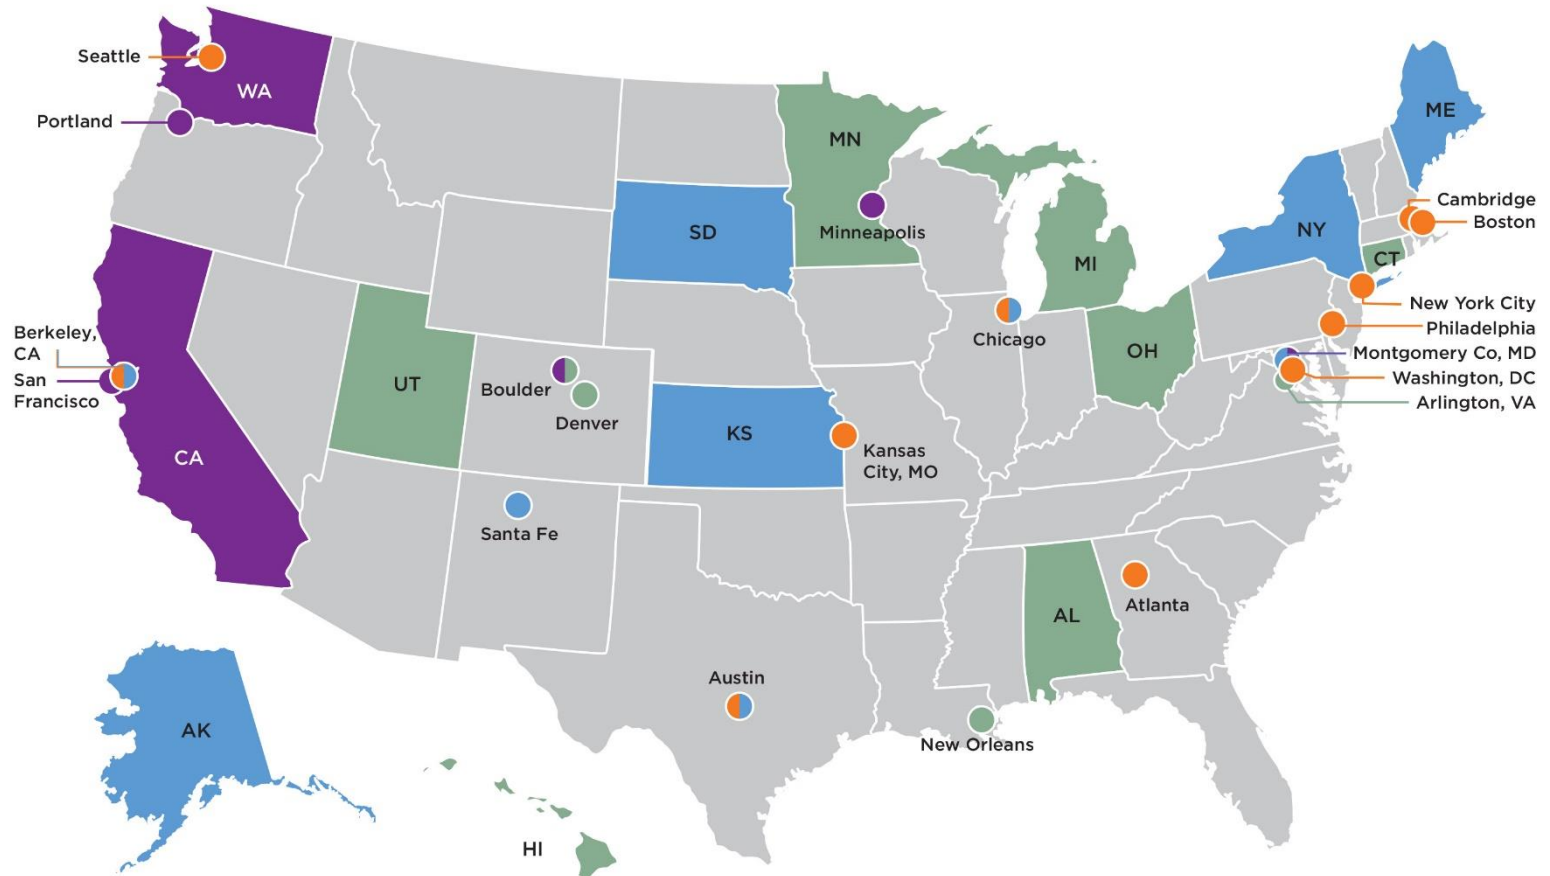 Seattle
WA
Portland
MN
ME
Cambridge
Boston
SD
Minneapolis
NY
CT
MI
New York City
Philadelphia
Berkeley,
CA
San
Francisco
Chicago
OH
Montgomery Co, MD
Washington, DC
Arlington, VA
UT
Boulder
Denver
KS
Kansas
City, MO
CA
Santa Fe
Atlanta
AL
Austin
New Orleans
AK
HI